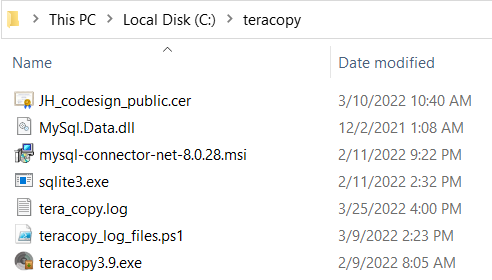 This PC > Local Disk (C:) > teracopy
Name Date modified
JH_codesign_public.cer 3/10/2022 10:40 AM
MySql.Data.dll 12/2/2021 1:08 AM
mysql-connector-net-8.0.28.msi 2/11/2022 9:22 PM
sqlite3.exe 2/11/2022 2:32 PM
tera_copy.log 3/25/2022 4:00 PM
teracopy_log_files.ps1 3/9/2022 2:23 PM
teracopy3.9.exe 2/9/2022 8:05 AM